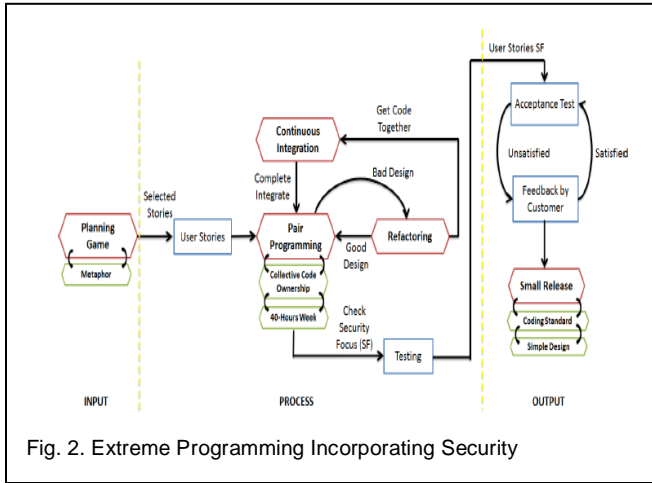 User Stories SF
Acceptance Test
Get Code
Together
Continuous
Integration
Unsatisfied
Satisfied
Bad Design
Complete
Integrate
Selected
Stories
Feedback by
Customer
Planning
Game
User Stories
Pair
Programming
Refactoring
Good
Design
Metaphor
Collective Code
Ownership
Small Release
40-Hours Week
Check
Security
Focus (SF)
Coding Standard
Testing
Simple Design
INPUT
PROCESS
OUTPUT
Fig. 2. Extreme Programming Incorporating Security